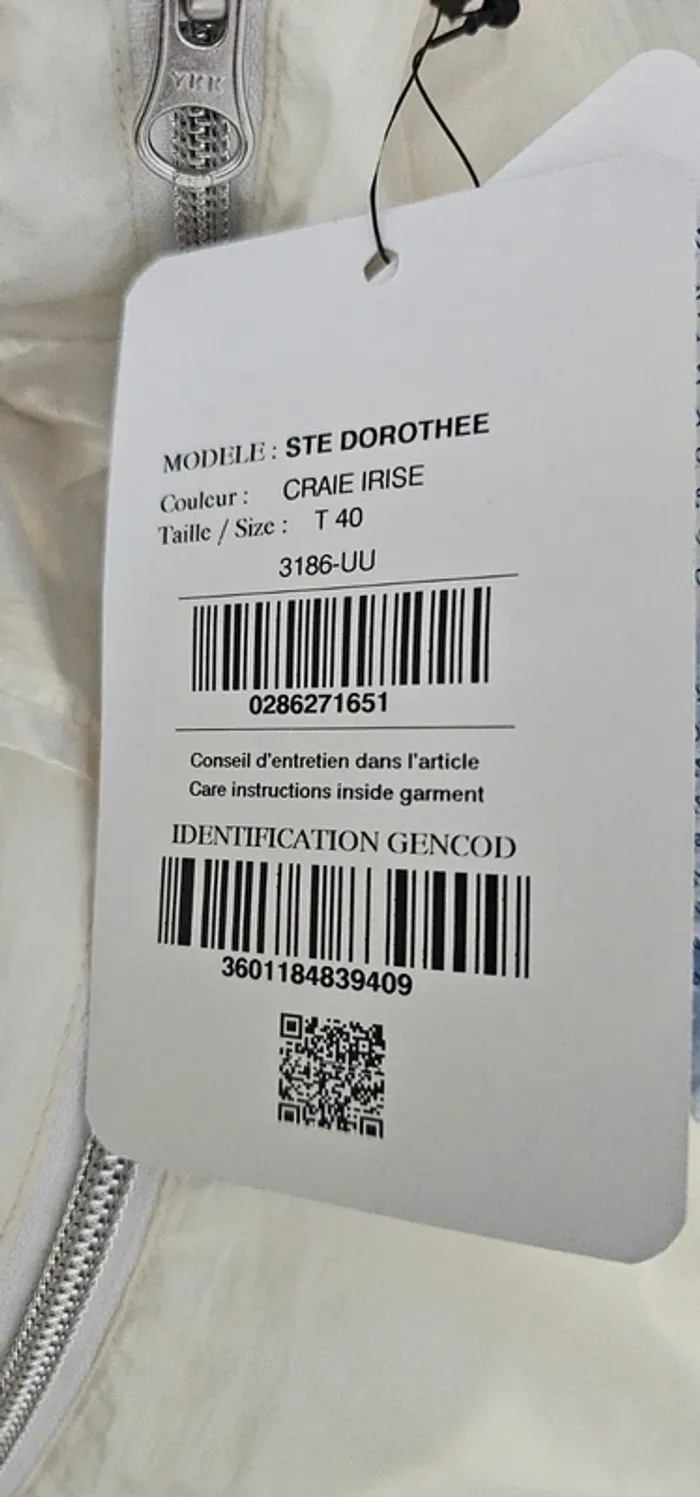 YKK
MODELE : STE DOROTHEE
Couleur : CRAIE IRISE
Taille / Size : T 40
3186-UU
0286271651
Conseil d'entretien dans l'article
Care instructions inside garment
IDENTIFICATION GENCOD
3601184839409